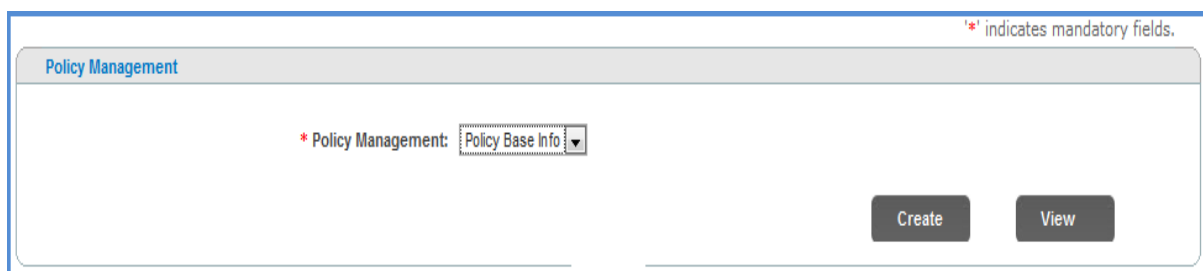 '*' indicates mandatory fields.
Policy Management
* Policy Management: Policy Base Info
Create View